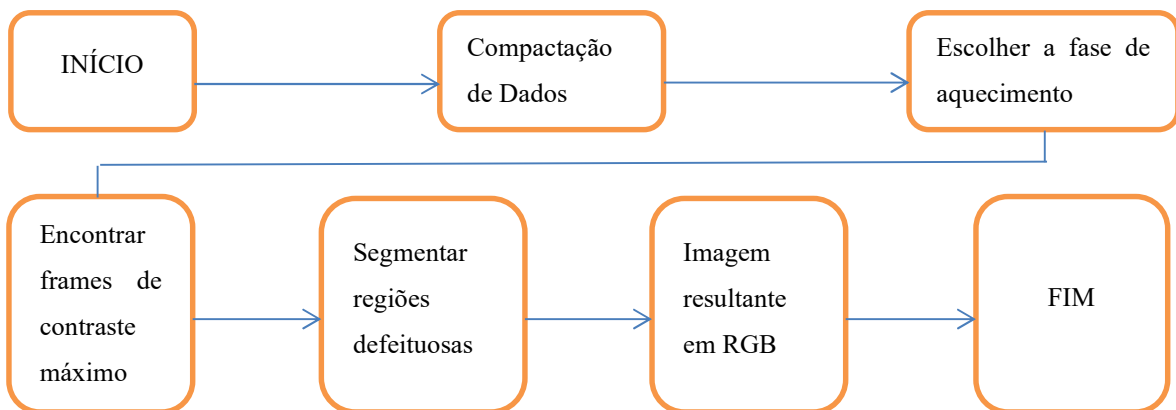 INÍCIO
Compactação
de Dados
Escolher a fase de
aquecimento
Encontrar
frames de
contraste
máximo
Segmentar
regiões
defeituosas
Imagem
resultante
em RGB
FIM